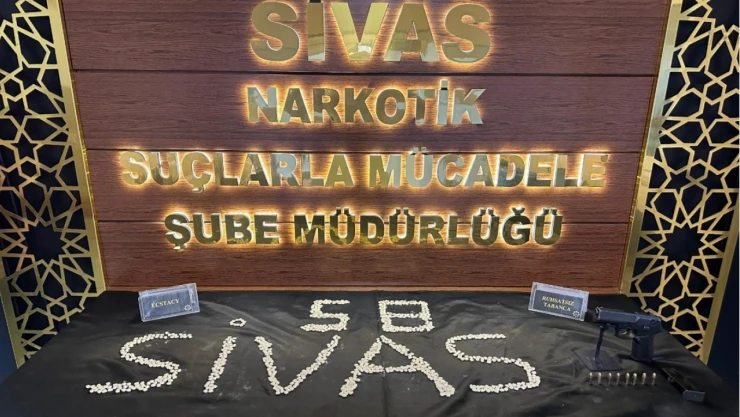 SİVAS
NARKOTİK
SUÇLARLA MÜCADELE
ŞUBE MÜDÜRLÜĞÜ
ECSTACY
RUHSATSIZ
TABANCA
58
SİVAS